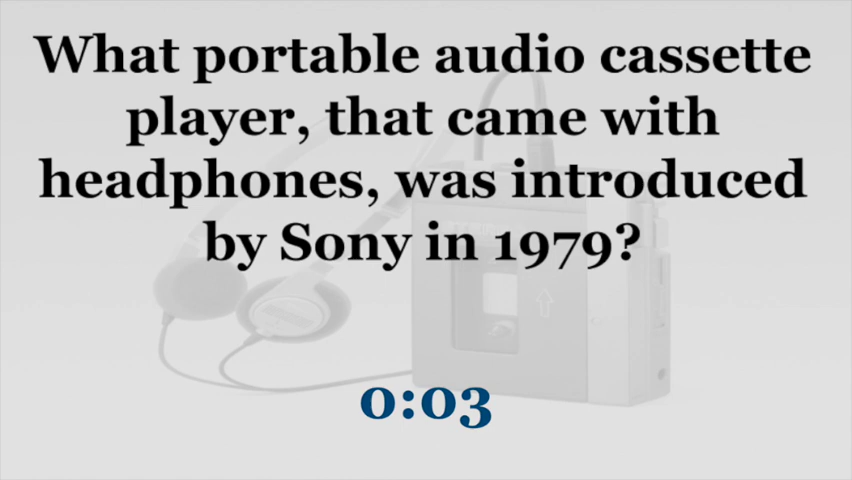 What portable audio cassette
player, that came with
headphones, was introduced
by Sony in 1979?
0:03